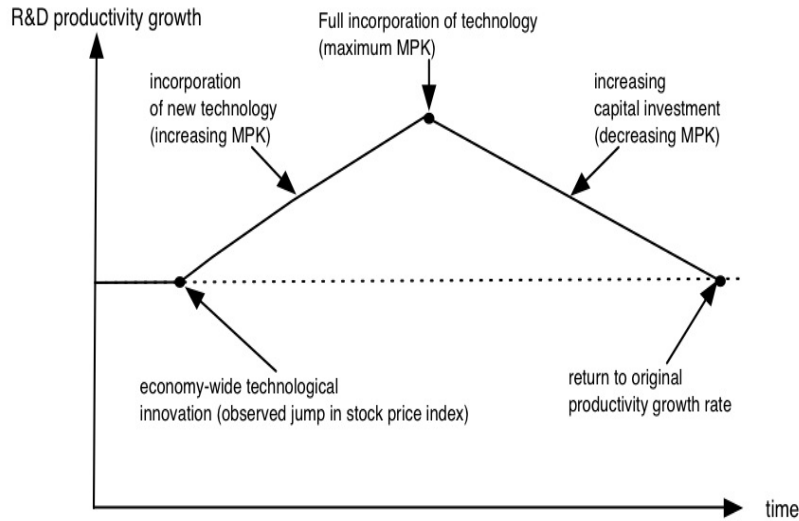 R&D productivity growth
Full incorporation of technology
(maximum MPK)
incorporation
of new technology
(increasing MPK)
increasing
capital investment
(decreasing MPK)
economy-wide technological
innovation (observed jump in stock price index)
return to original
productivity growth rate
time